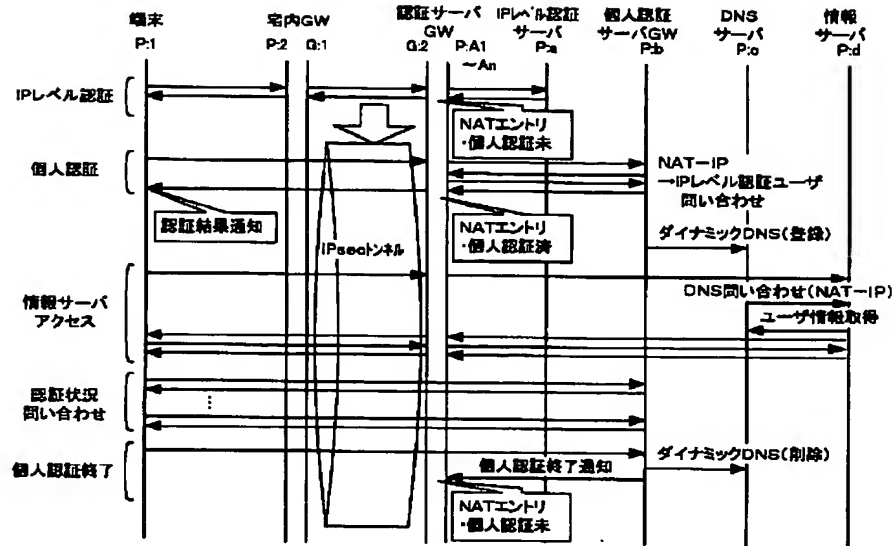 端末
P:1
宅内GW
P:2 G:1
認証サーバ
GW
G:2 P:A1
～An
IPレベル認証
サーバ
P:a
個人認証
サーバGW
P:b
DNS
サーバ
P:c
情報
サーバ
P:d
IPレベル認証
NATエントリ
・個人認証未
個人認証
NAT－IP
→IPレベル認証ユーザ
問い合わせ
認証結果通知
IPsecトンネル
NATエントリ
・個人認証済
ダイナミックDNS(登録)
情報サーバ
アクセス
DNS問い合わせ(NAT－IP)
ユーザ情報取得
認証状況
問い合わせ
個人認証終了
個人認証終了通知
ダイナミックDNS(削除)
NATエントリ
・個人認証未